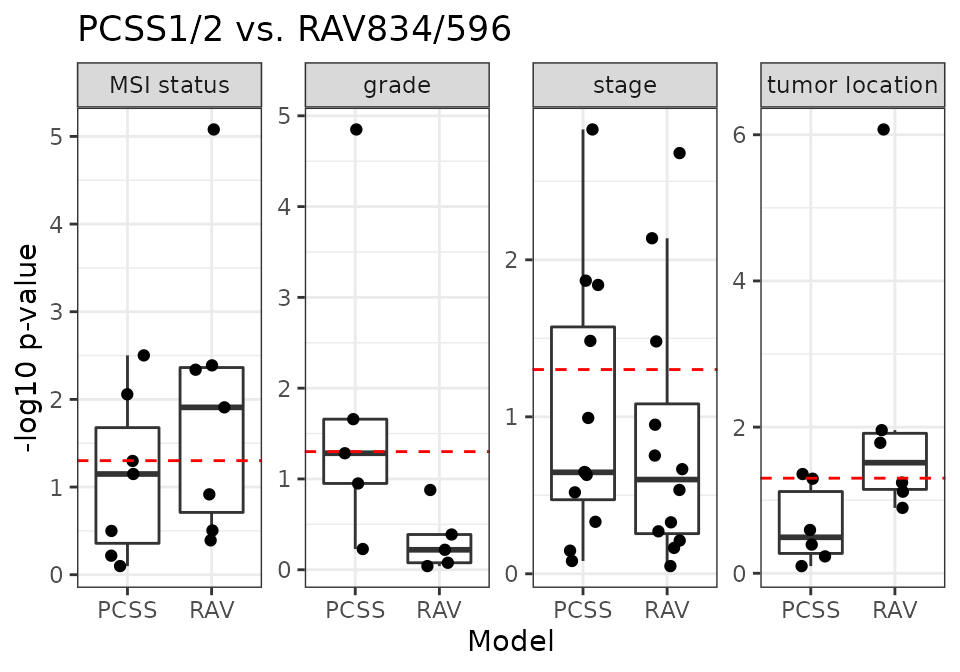 PCSS1/2 vs. RAV834/596
MSI status
grade
stage
tumor location
-log10 p-value
5
4
3
2
1
0
5
4
3
2
1
0
2
1
0
6
4
2
0
PCSS RAV
PCSS RAV
PCSS RAV
PCSS RAV
Model